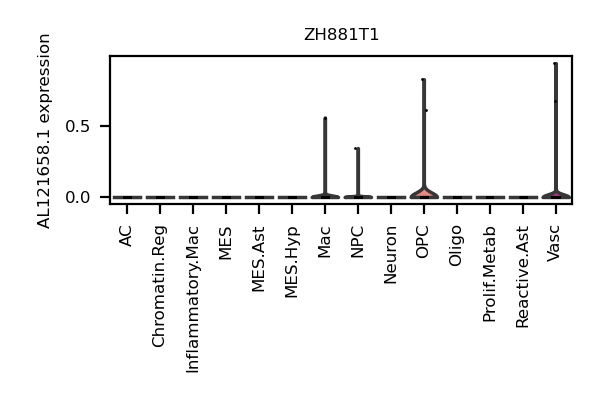 ZH881T1
AL121658.1 expression
0.5
0.0
AC
Chromatin.Reg
Inflammatory.Mac
MES
MES.Ast
MES.Hyp
Mac
NPC
Neuron
OPC
Oligo
Prolif.Metab
Reactive.Ast
Vasc